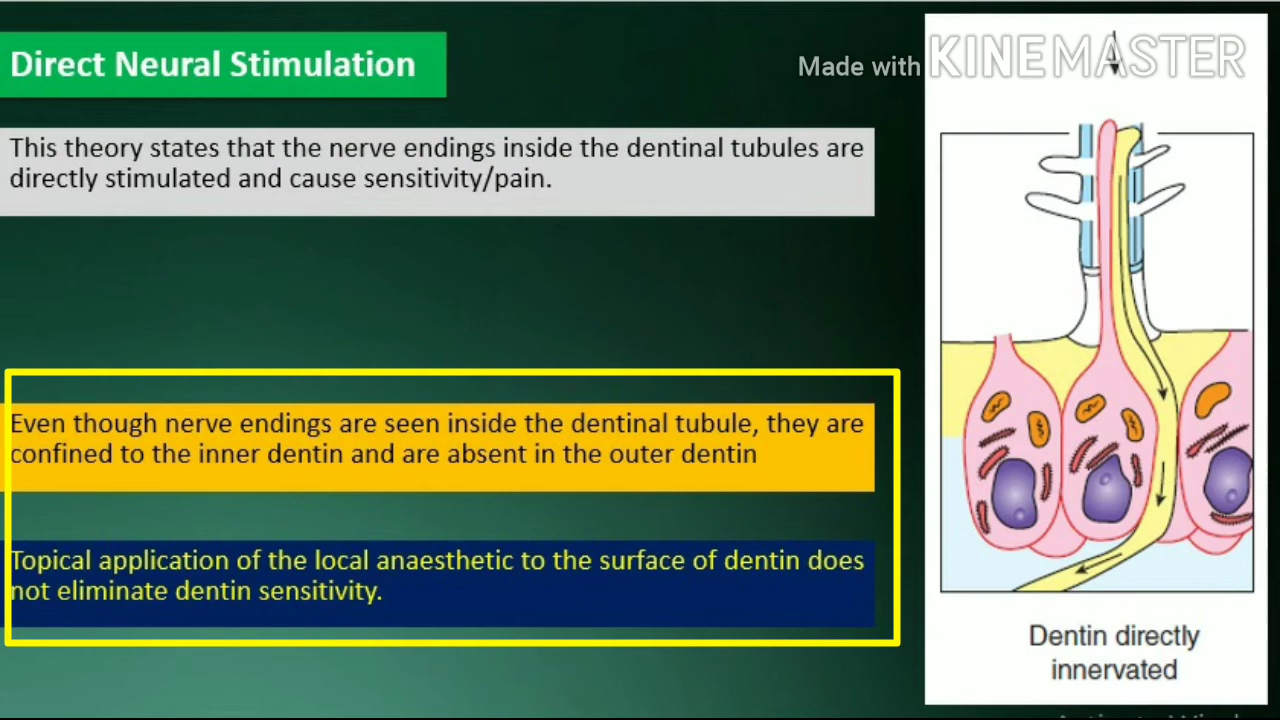 Direct Neural Stimulation
Made with KINEMASTER
This theory states that the nerve endings inside the dentinal tubules are
directly stimulated and cause sensitivity/pain.
Even though nerve endings are seen inside the dentinal tubule, they are
confined to the inner dentin and are absent in the outer dentin
Topical application of the local anaesthetic to the surface of dentin does
not eliminate dentin sensitivity.
Dentin directly
innervated